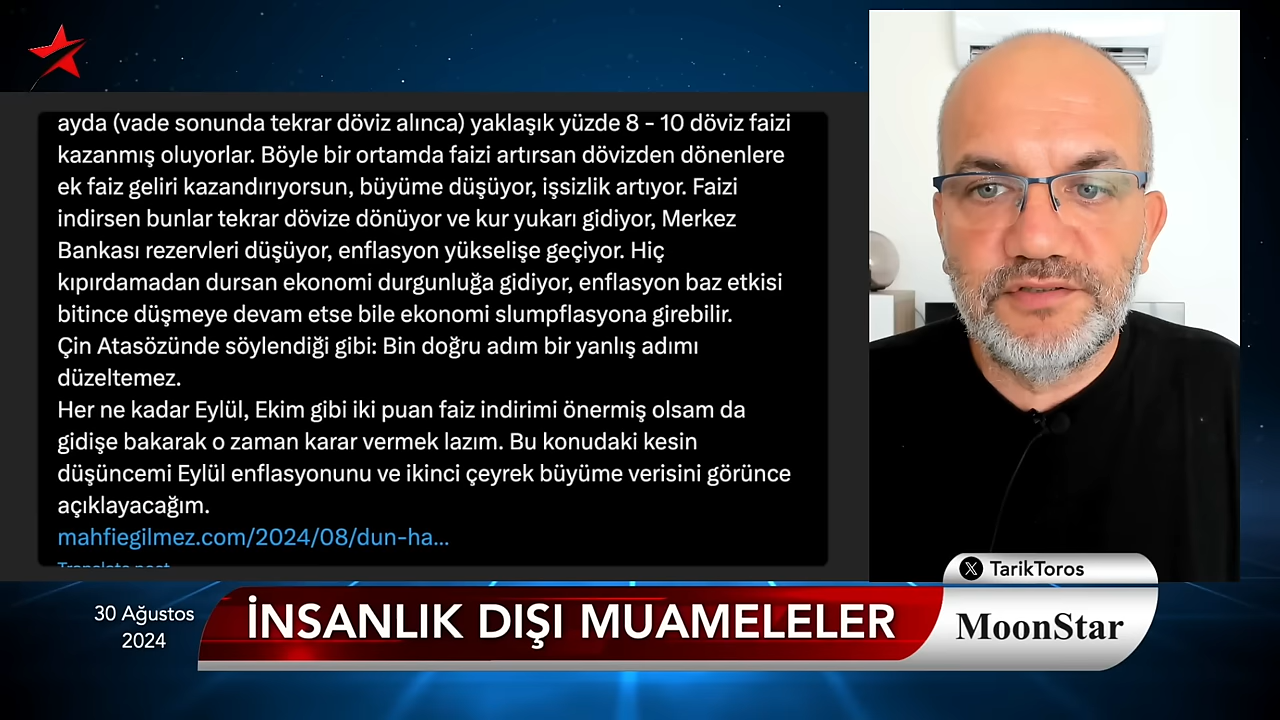 ayda (vade sonunda tekrar döviz alınca) yaklaşık yüzde 8 - 10 döviz faizi
kazanmış oluyorlar. Böyle bir ortamda faizi artırsan dövizden dönenlere
ek faiz geliri kazandırıyorsun, büyüme düşüyor, işsizlik artıyor. Faizi
indirsen bunlar tekrar dövize dönüyor ve kur yukarı gidiyor, Merkez
Bankası rezervleri düşüyor, enflasyon yükselişe geçiyor. Hiç
kıpırdamadan dursan ekonomi durgunluğa gidiyor, enflasyon baz etkisi
bitince düşmeye devam etse bile ekonomi slumpflasyona girebilir.
Çin Atasözünde söylendiği gibi: Bin doğru adım bir yanlış adımı
düzeltemez.
Her ne kadar Eylül, Ekim gibi iki puan faiz indirimi önermiş olsam da
gidişe bakarak o zaman karar vermek lazım. Bu konudaki kesin
düşüncemi Eylül enflasyonunu ve ikinci çeyrek büyüme verisini görünce
açıklayacağım.
mahfiegilmez.com/2024/08/dun-ha...
Translate post
X TarikToros
30 Ağustos
2024
İNSANLIK DIŞI MUAMELELER
MoonStar